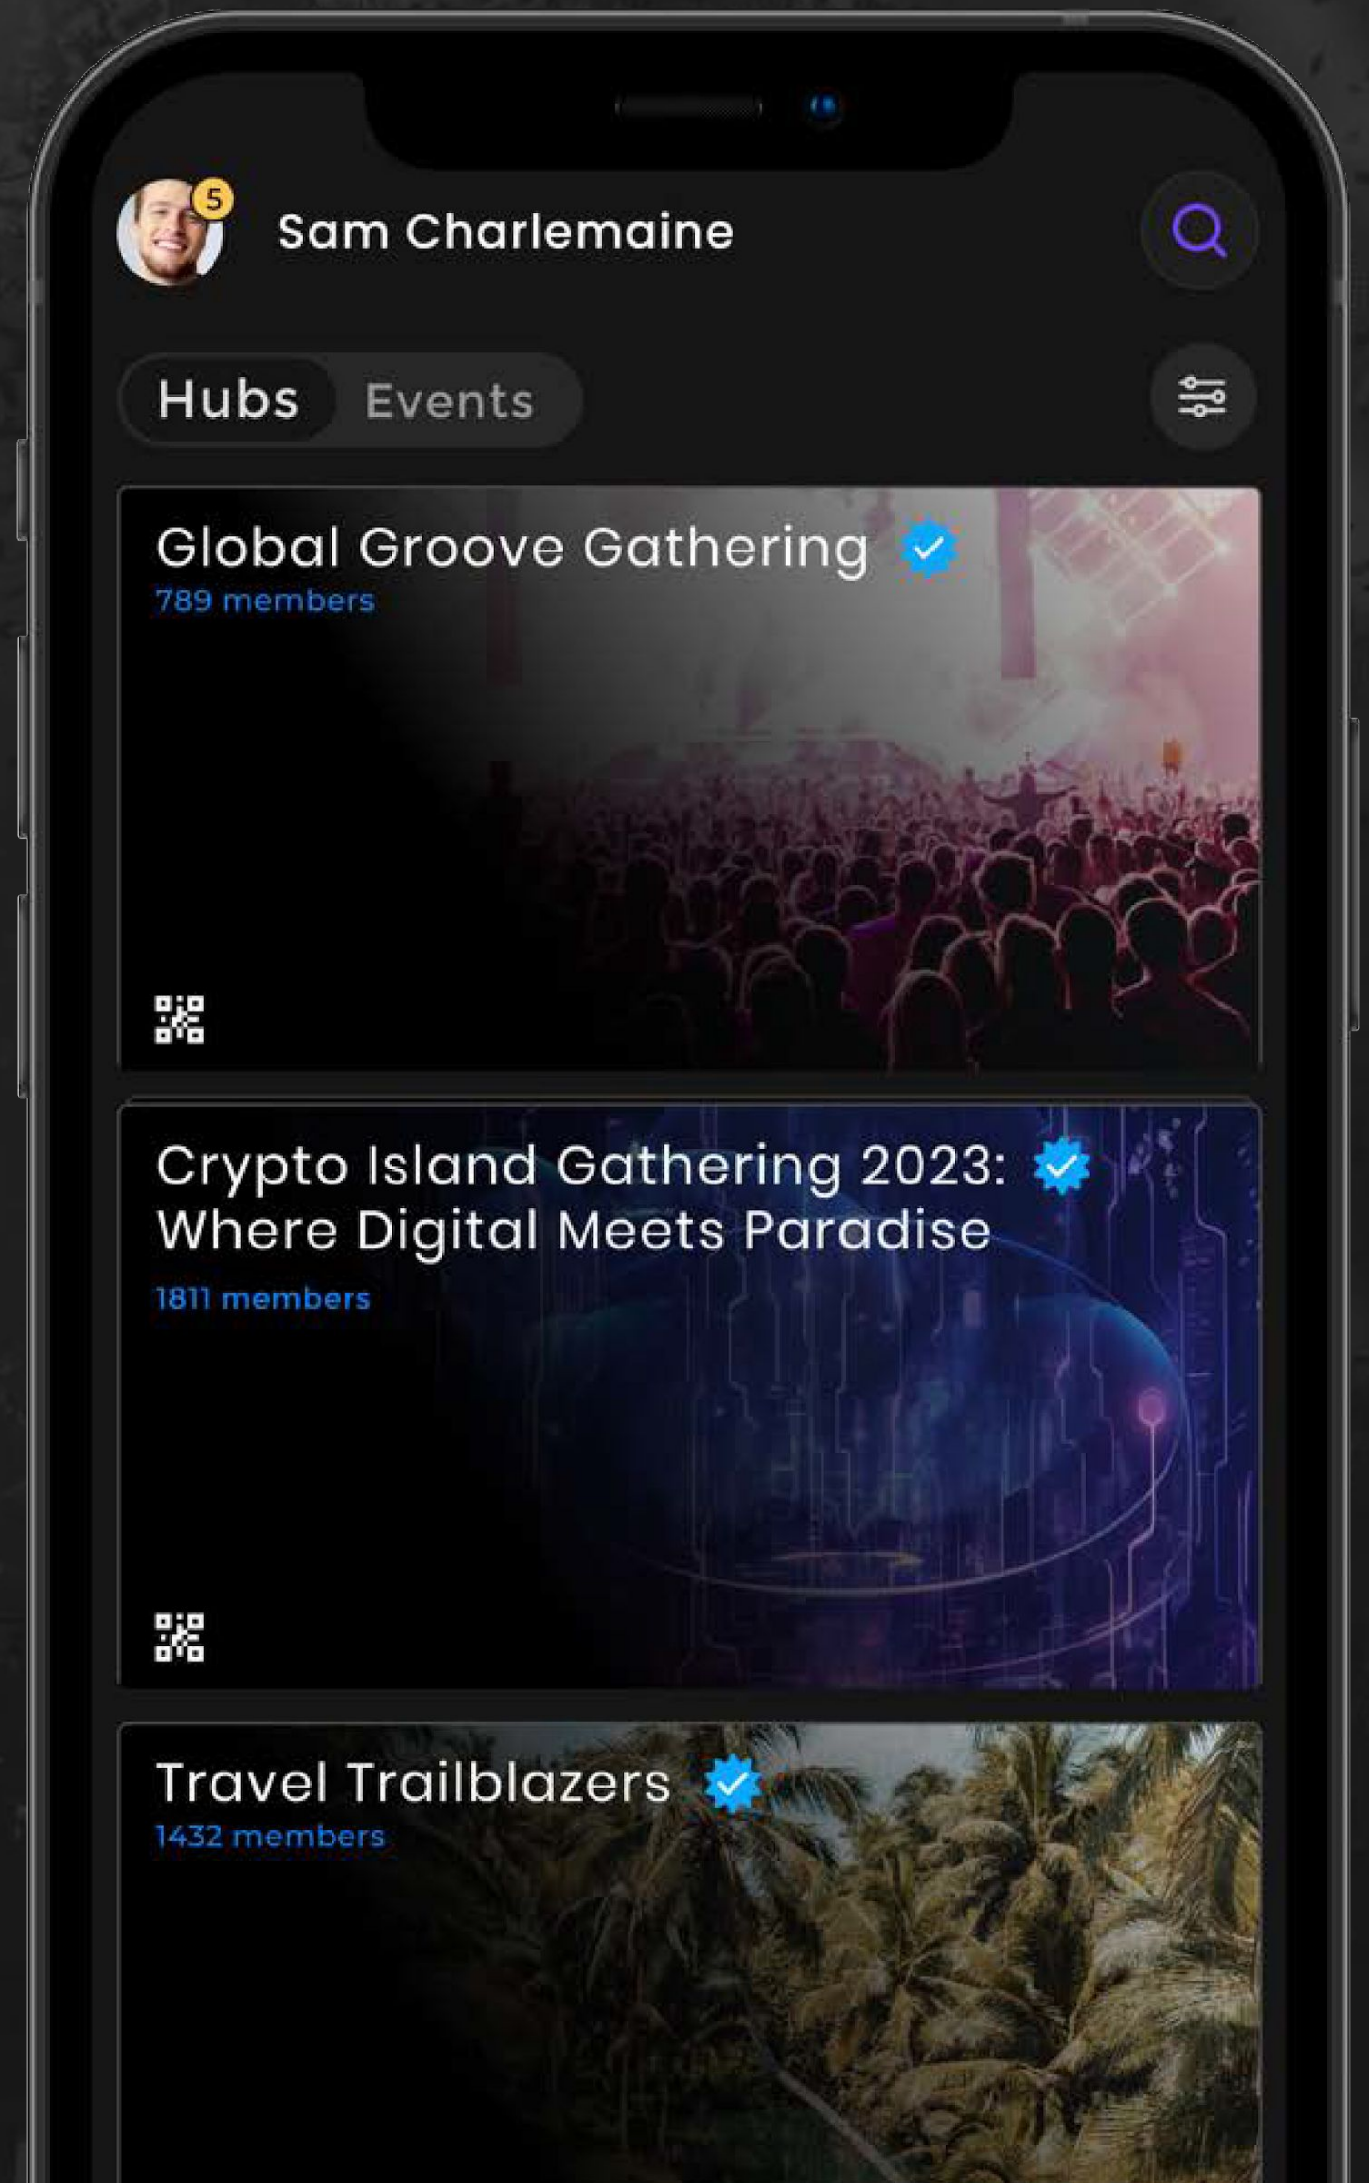 5
Sam Charlemaine
Hubs Events
Global Groove Gathering
789 members
Crypto Island Gathering 2023:
Where Digital Meets Paradise
1811 members
Travel Trailblazers
1432 members